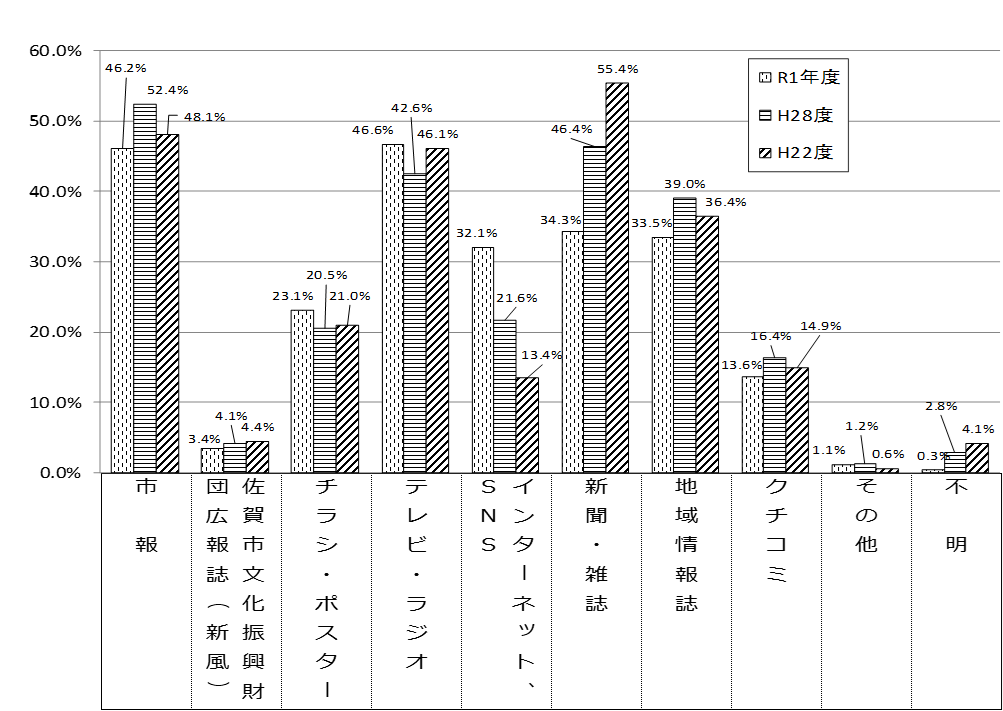 60.0%
50.0%
40.0%
30.0%
20.0%
10.0%
0.0%
R1年度
H28度
H22度
46.2%
52.4%
48.1%
3.4%
4.1%
4.4%
23.1%
20.5%
21.0%
46.6%
42.6%
46.1%
32.1%
21.6%
13.4%
34.3%
46.4%
55.4%
33.5%
39.0%
36.4%
13.6%
16.4%
14.9%
1.1%
1.2%
0.6%
0.3%
2.8%
4.1%
市報
佐賀市文化振興財
団広報誌(新風)
チラシ・ポスター
テレビ・ラジオ
インターネット、
SNS
新聞・雑誌
地域情報誌
クチコミ
その他
不明